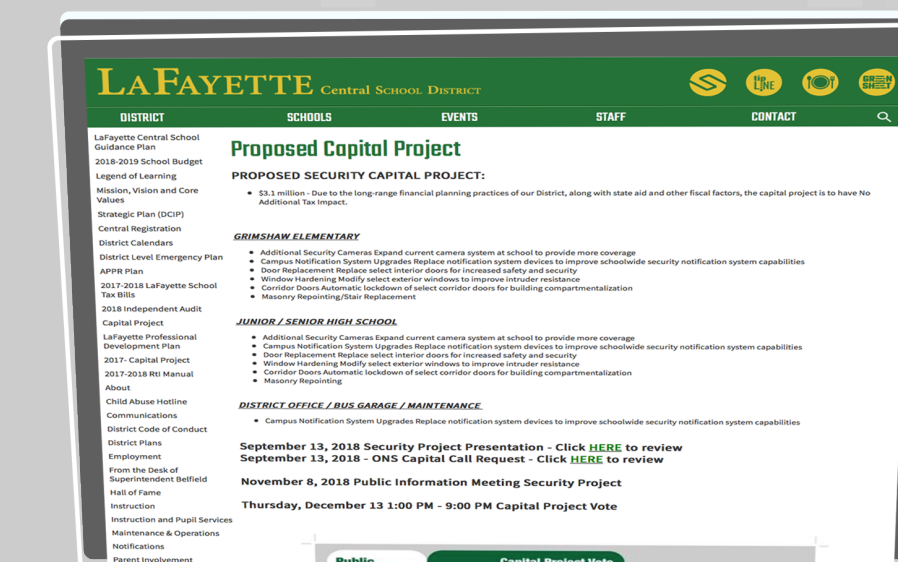 LAFAYETTE Central School District
tip LINE
GREEN SHEET
DISTRICT SCHOOLS EVENTS STAFF CONTACT
LaFayette Central School
Guidance Plan
2018-2019 School Budget
Legend of Learning
Mission, Vision and Core
Values
Strategic Plan (DCIP)
Central Registration
District Calendars
District Level Emergency Plan
APPR Plan
2017-2018 LaFayette School
Tax Bills
2018 Independent Audit
Capital Project
LaFayette Professional
Development Plan
2017- Capital Project
2017-2018 RtI Manual
About
Child Abuse Hotline
Communications
District Code of Conduct
District Plans
Employment
From the Desk of
Superintendent Belfield
Hall of Fame
Instruction
Instruction and Pupil Services
Maintenance & Operations
Notifications
Parent Involvement
Proposed Capital Project
PROPOSED SECURITY CAPITAL PROJECT:
$3.1 million - Due to the long-range financial planning practices of our District, along with state aid and other fiscal factors, the capital project is to have No
Additional Tax Impact.
GRIMSHAW ELEMENTARY
Additional Security Cameras Expand current camera system at school to provide more coverage
Campus Notification System Upgrades Replace notification system devices to improve schoolwide security notification system capabilities
Door Replacement Replace select interior doors for increased safety and security
Window Hardening Modify select exterior windows to improve intruder resistance
Corridor Doors Automatic lockdown of select corridor doors for building compartmentalization
Masonry Repointing/Stair Replacement
JUNIOR / SENIOR HIGH SCHOOL
Additional Security Cameras Expand current camera system at school to provide more coverage
Campus Notification System Upgrades Replace notification system devices to improve schoolwide security notification system capabilities
Door Replacement Replace select interior doors for increased safety and security
Window Hardening Modify select exterior windows to improve intruder resistance
Corridor Doors Automatic lockdown of select corridor doors for building compartmentalization
Masonry Repointing
DISTRICT OFFICE / BUS GARAGE / MAINTENANCE
Campus Notification System Upgrades Replace notification system devices to improve schoolwide security notification system capabilities
September 13, 2018 Security Project Presentation - Click HERE to review
September 13, 2018 - ONS Capital Call Request - Click HERE to review
November 8, 2018 Public Information Meeting Security Project
Thursday, December 13 1:00 PM - 9:00 PM Capital Project Vote
Public Capital Project Vote